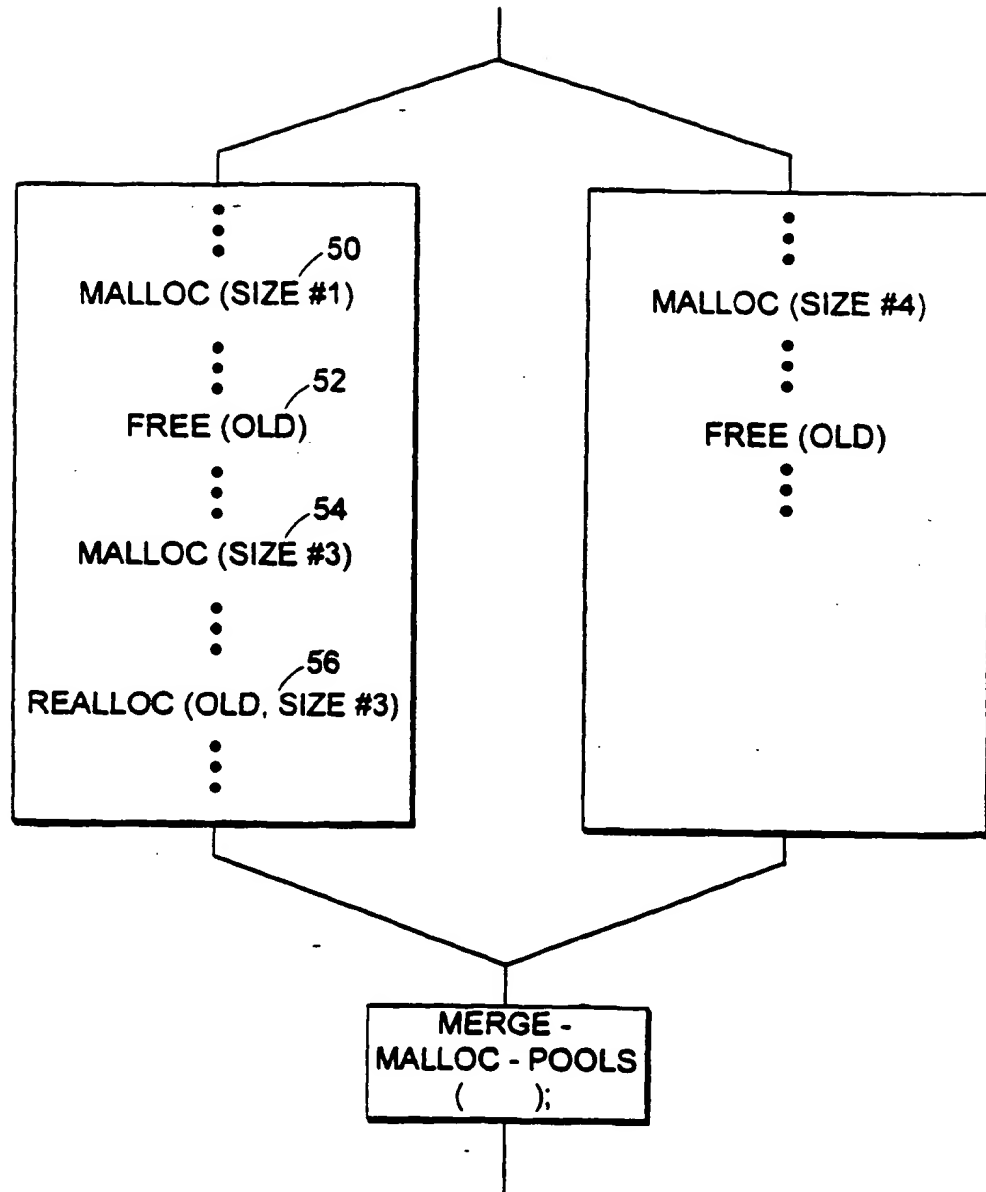 50
MALLOC (SIZE #1)
52
FREE (OLD)
54
MALLOC (SIZE #3)
56
REALLOC (OLD, SIZE #3)
MALLOC (SIZE #4)
FREE (OLD)
MERGE -
MALLOC - POOLS
( );